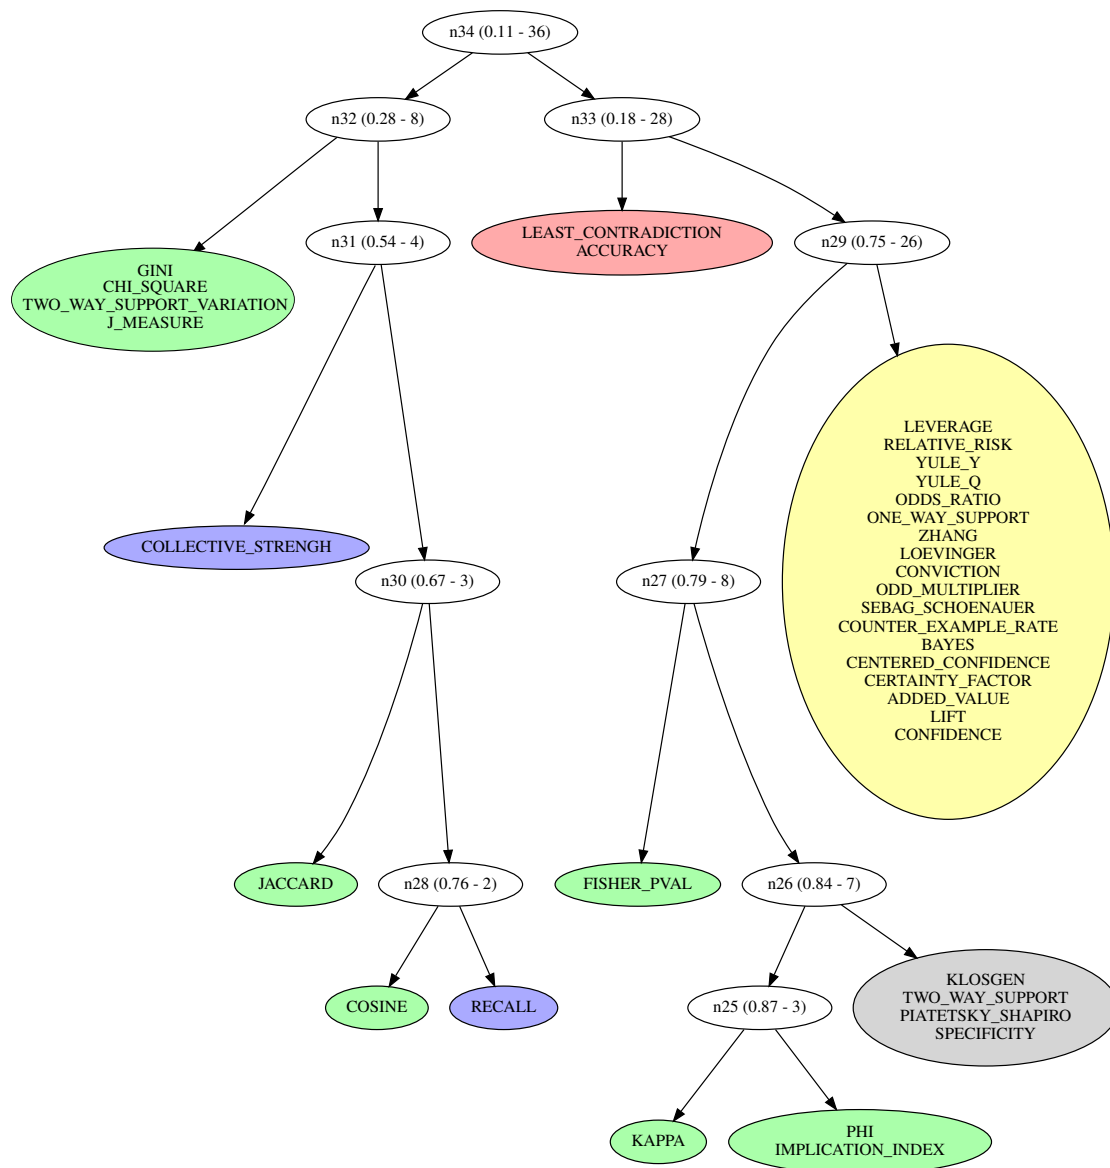 n34 (0.11 - 36)
n32 (0.28 - 8)
n33 (0.18 - 28)
GINI
CHI_SQUARE
TWO_WAY_SUPPORT_VARIATION
J_MEASURE
n31 (0.54 - 4)
LEAST_CONTRADICTION
ACCURACY
n29 (0.75 - 26)
COLLECTIVE_STRENGH
n30 (0.67 - 3)
n27 (0.79 - 8)
LEVERAGE
RELATIVE_RISK
YULE_Y
YULE_Q
ODDS_RATIO
ONE_WAY_SUPPORT
ZHANG
LOEVINGER
CONVICTION
ODD_MULTIPLIER
SEBAG_SCHOENAUER
COUNTER_EXAMPLE_RATE
BAYES
CENTERED_CONFIDENCE
CERTAINTY_FACTOR
ADDED_VALUE
LIFT
CONFIDENCE
JACCARD
n28 (0.76 - 2)
FISHER_PVAL
n26 (0.84 - 7)
COSINE
RECALL
n25 (0.87 - 3)
KLOSGEN
TWO_WAY_SUPPORT
PIATETSKY_SHAPIRO
SPECIFICITY
KAPPA
PHI
IMPLICATION_INDEX